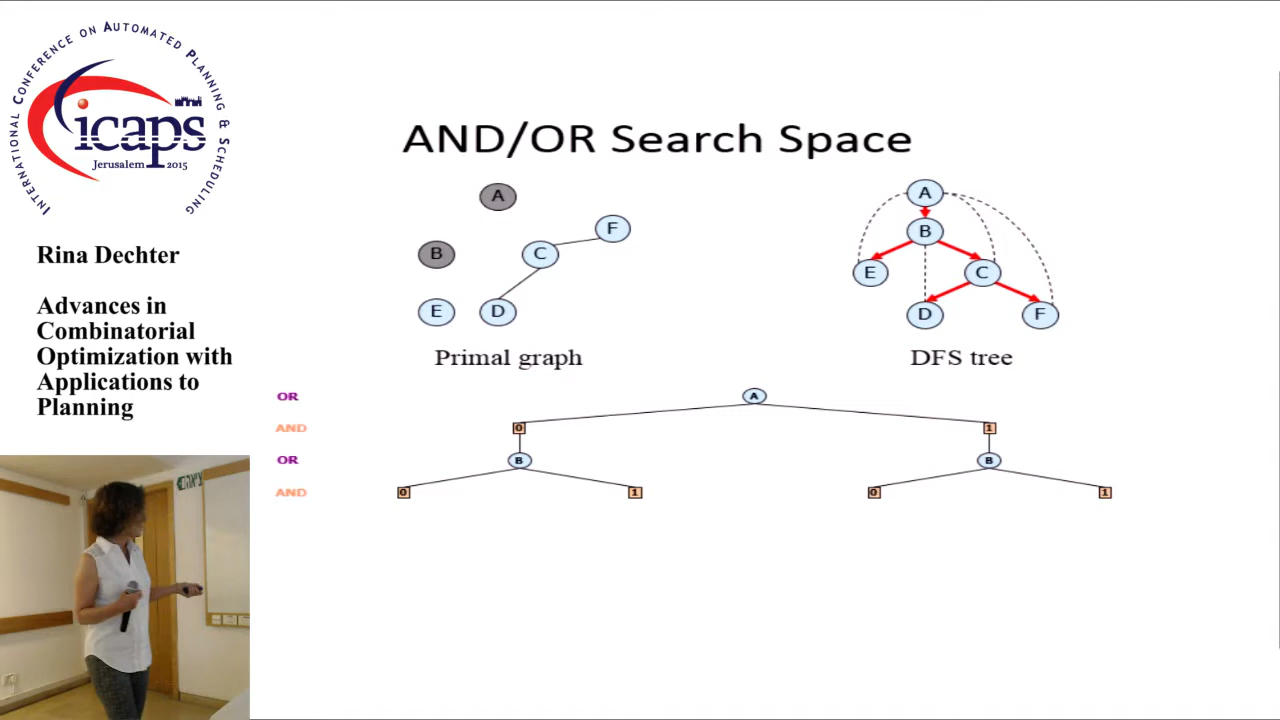 INTERNATIONAL CONFERENCE ON AUTOMATED PLANNING & SCHEDULING
icaps
Jerusalem 2015
Rina Dechter
Advances in
Combinatorial
Optimization with
Applications to
Planning
AND/OR Search Space
A
F
B
C
E
D
Primal graph
A
B
E
C
D
F
DFS tree
OR
A
AND
0
1
OR
B
B
AND
0
1
0
1